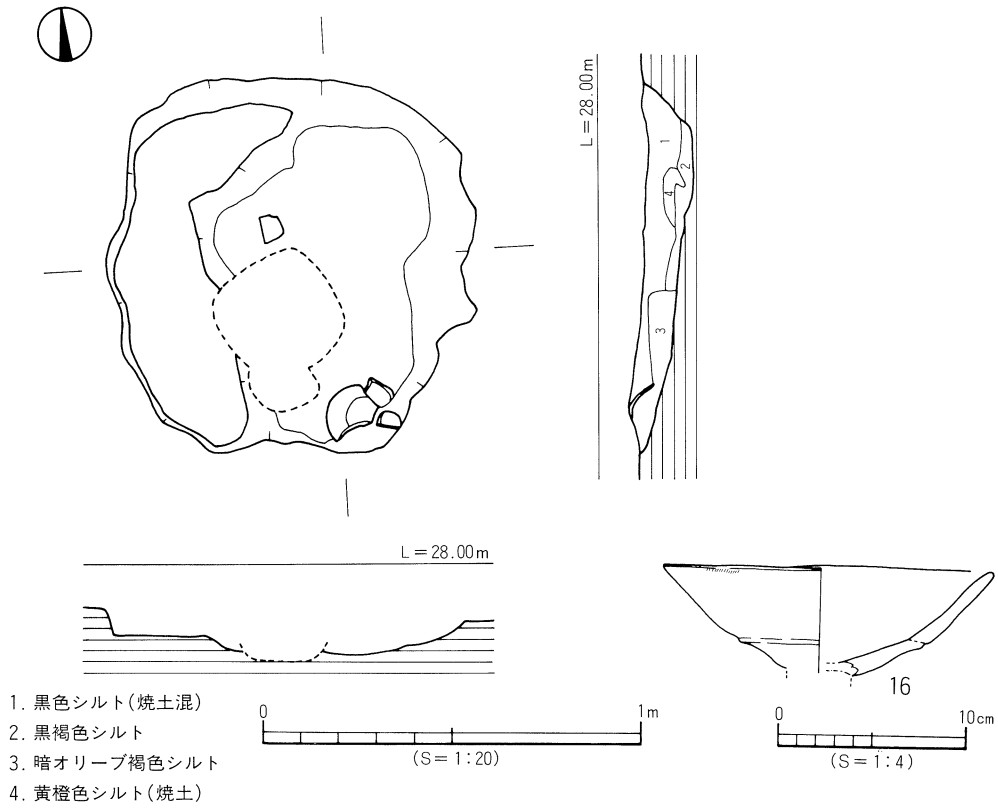 L=28.00m
1
2
4
3
L=28.00m
16
1. 黒色シルト(焼土混)
2. 黒褐色シルト
3. 暗オリーブ褐色シルト
4. 黄橙色シルト(焼土)
0 1m
(S=1:20)
0 10cm
(S=1:4)